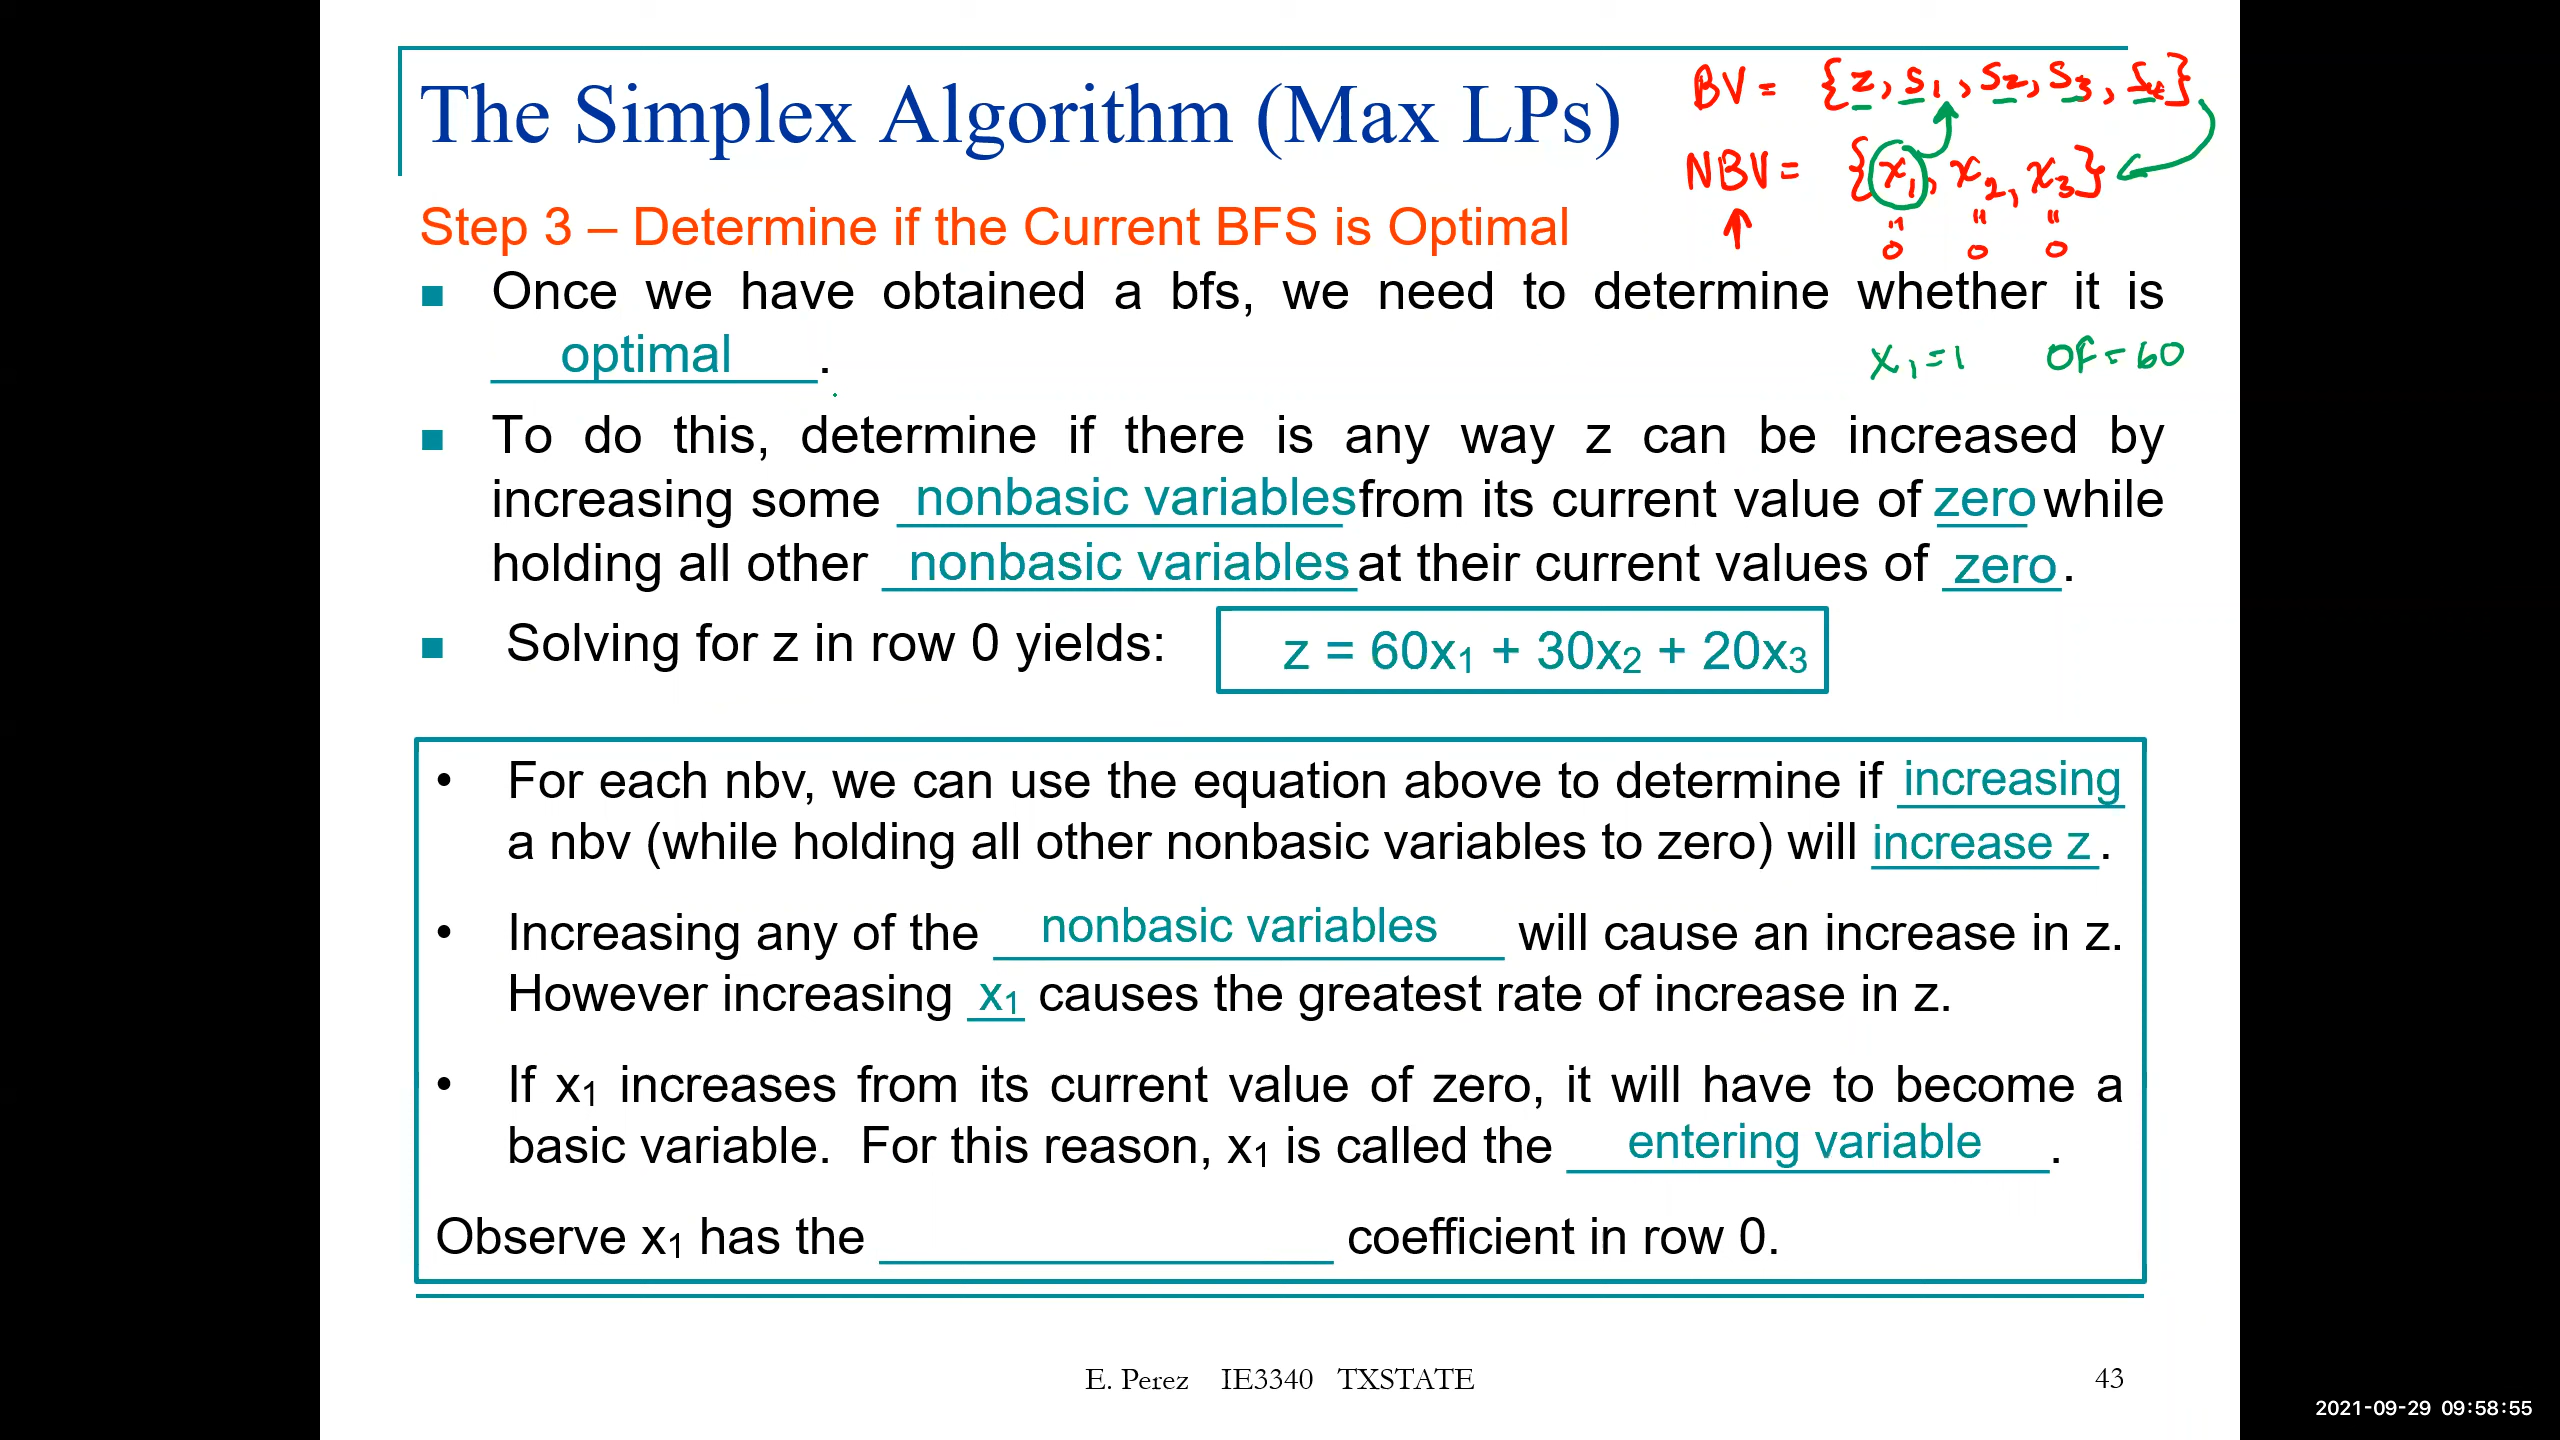 The Simplex Algorithm (Max LPs)
BV = {z, s1, s2, s3, s4}
NBV = {x1, x2, x3}
" " "
0 0 0
Step 3 – Determine if the Current BFS is Optimal
■ Once we have obtained a bfs, we need to determine whether it is
optimal.
x1=1 OF=60
■ To do this, determine if there is any way z can be increased by
increasing some nonbasic variables from its current value of zero while
holding all other nonbasic variables at their current values of zero.
■ Solving for z in row 0 yields: z = 60x1 + 30x2 + 20x3
• For each nbv, we can use the equation above to determine if increasing
a nbv (while holding all other nonbasic variables to zero) will increase z.
• Increasing any of the nonbasic variables will cause an increase in z.
However increasing x1 causes the greatest rate of increase in z.
• If x1 increases from its current value of zero, it will have to become a
basic variable. For this reason, x1 is called the entering variable.
Observe x1 has the ____________ coefficient in row 0.
E. Perez IE3340 TXSTATE
43
2021-09-29 09:58:55